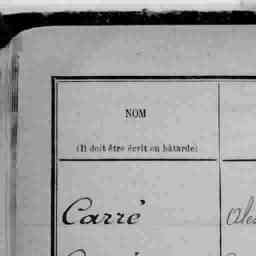 NOM
(Il doit être écrit en bâtarde)
Carré